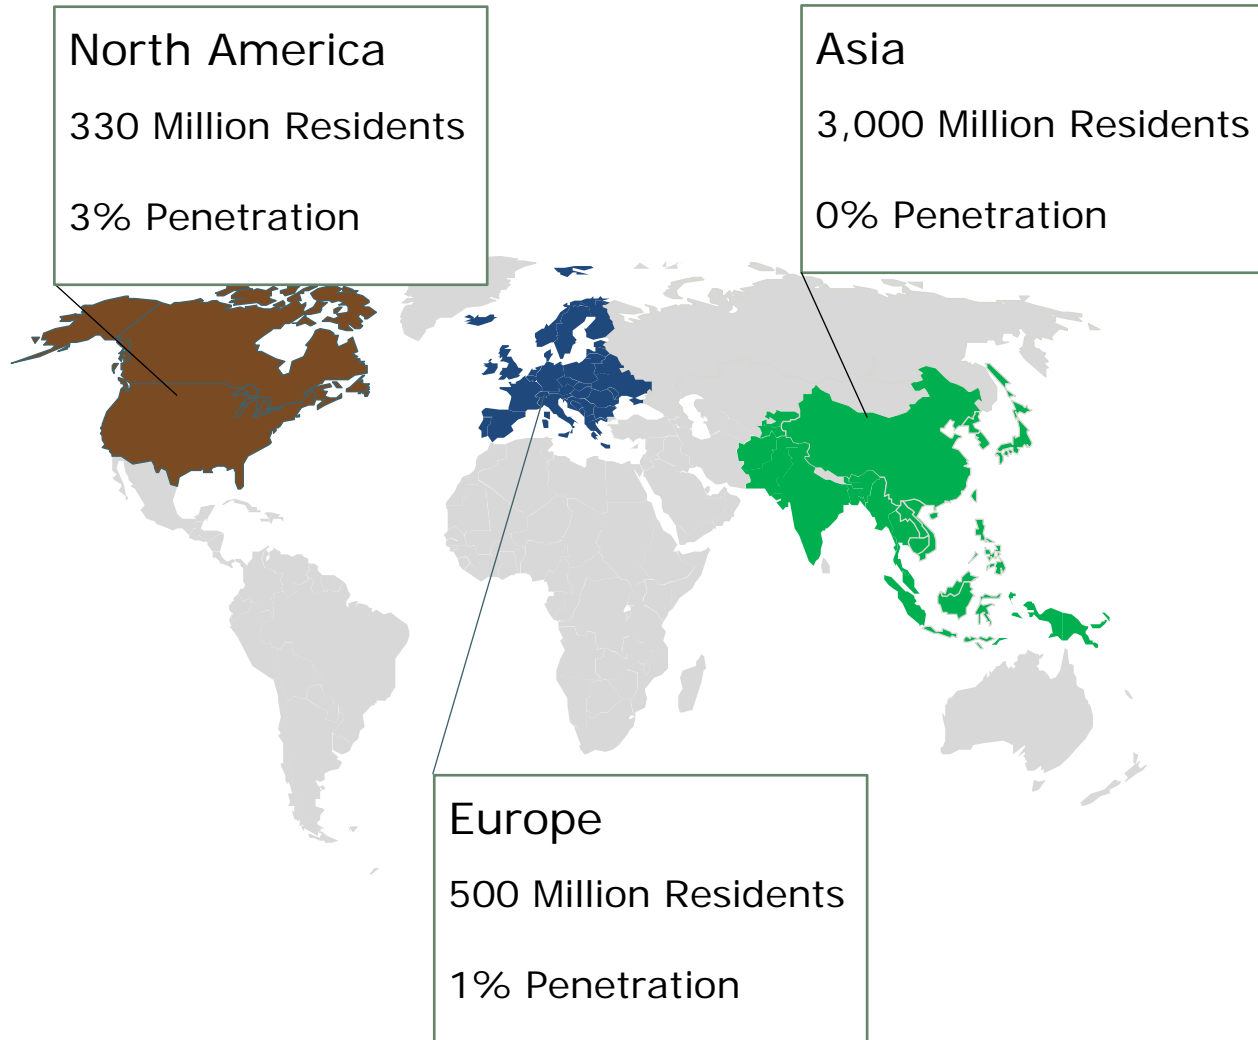 North America
330 Million Residents
3% Penetration
Asia
3,000 Million Residents
0% Penetration
Europe
500 Million Residents
1% Penetration